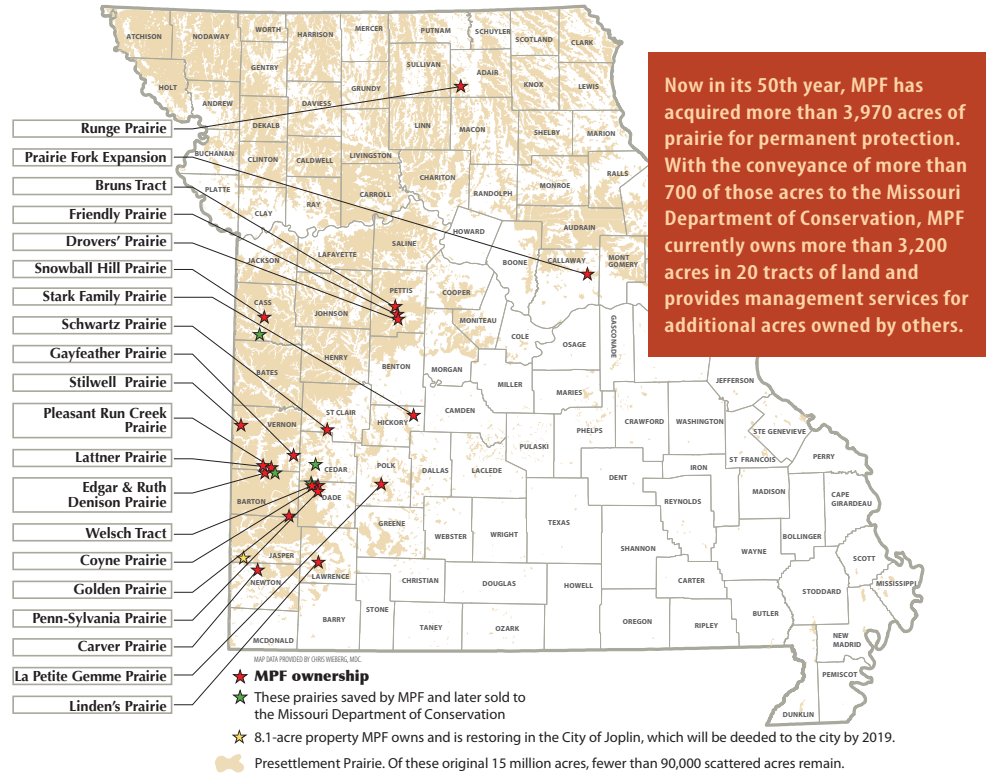 ATCHISON
NODAWAY
WORTH
HARRISON
MERCER
PUTNAM
SCHUYLER
SCOTLAND
CLARK
HOLT
GENTRY
SULLIVAN
ADAIR
KNOX
LEWIS
ANDREW
DAVIESS
GRUNDY
DEKALB
LINN
MACON
SHELBY
MARION
BUCHANAN
CLINTON
CALDWELL
LIVINGSTON
CHARITON
RANDOLPH
MONROE
RALLS
PLATTE
CLAY
RAY
CARROLL
AUDRAIN
HOWARD
SALINE
LAFAYETTE
JACKSON
BOONE
CALLAWAY
MONT
GOMERY
CASS
JOHNSON
PETTIS
COOPER
MONITEAU
COLE
OSAGE
GASCONADE
BATES
HENRY
BENTON
MORGAN
MILLER
MARIES
JEFFERSON
VERNON
ST CLAIR
HICKORY
CAMDEN
PULASKI
PHELPS
CRAWFORD
WASHINGTON
STE GENEVIEVE
ST FRANCOIS
PERRY
CEDAR
POLK
DALLAS
LACLEDE
DENT
IRON
REYNOLDS
MADISON
CAPE
GIRARDEAU
BARTON
DADE
GREENE
WEBSTER
WRIGHT
TEXAS
SHANNON
WAYNE
BOLLINGER
SCOTT
MISSISSIPPI
JASPER
NEWTON
LAWRENCE
CHRISTIAN
DOUGLAS
HOWELL
CARTER
STODDARD
MCDONALD
BARRY
STONE
TANEY
OZARK
OREGON
RIPLEY
BUTLER
NEW
MADRID
PEMISCOT
DUNKLIN
Runge Prairie
Prairie Fork Expansion
Bruns Tract
Friendly Prairie
Drovers' Prairie
Snowball Hill Prairie
Stark Family Prairie
Schwartz Prairie
Gayfeather Prairie
Stilwell Prairie
Pleasant Run Creek
Prairie
Lattner Prairie
Edgar & Ruth
Denison Prairie
Welsch Tract
Coyne Prairie
Golden Prairie
Penn-Sylvania Prairie
Carver Prairie
La Petite Gemme Prairie
Linden's Prairie
Now in its 50th year, MPF has
acquired more than 3,970 acres of
prairie for permanent protection.
With the conveyance of more than
700 of those acres to the Missouri
Department of Conservation, MPF
currently owns more than 3,200
acres in 20 tracts of land and
provides management services for
additional acres owned by others.
MAP DATA PROVIDED BY CHRIS WIEBERG, MDC.
MPF ownership
These prairies saved by MPF and later sold to
the Missouri Department of Conservation
8.1-acre property MPF owns and is restoring in the City of Joplin, which will be deeded to the city by 2019.
Presettlement Prairie. Of these original 15 million acres, fewer than 90,000 scattered acres remain.